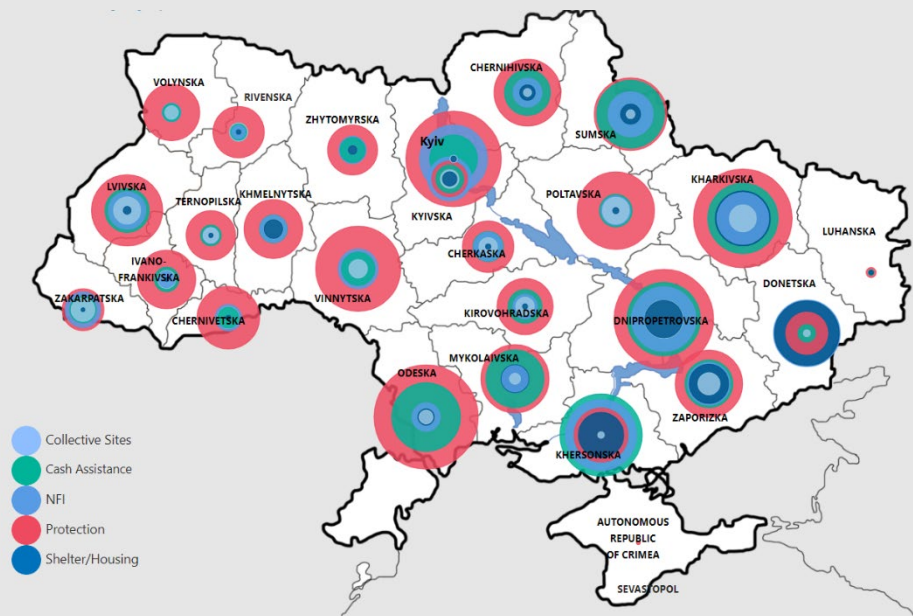 CHERNIHIVSKA
VOLYNSKA
RIVENSKA
ZHYTOMYRSKA
Kyiv
SUMSKA
LVIVSKA
TERNOPILSKA
KHMELNYTSKA
KYIVSKA
POLTAVSKA
KHARKIVSKA
LUHANSKA
IVANO-
FRANKIVSKA
CHERKASKA
ZAKARPATSKA
VINNYTSKA
DONETSKA
CHERNIVETSKA
KIROVOHRADSKA
DNIPROPETROVSKA
MYKOLAIVSKA
ODESKA
ZAPORIZKA
KHERSONSKA
Collective Sites
Cash Assistance
NFI
Protection
Shelter/Housing
AUTONOMOUS
REPUBLIC
OF CRIMEA
SEVASTOPOL